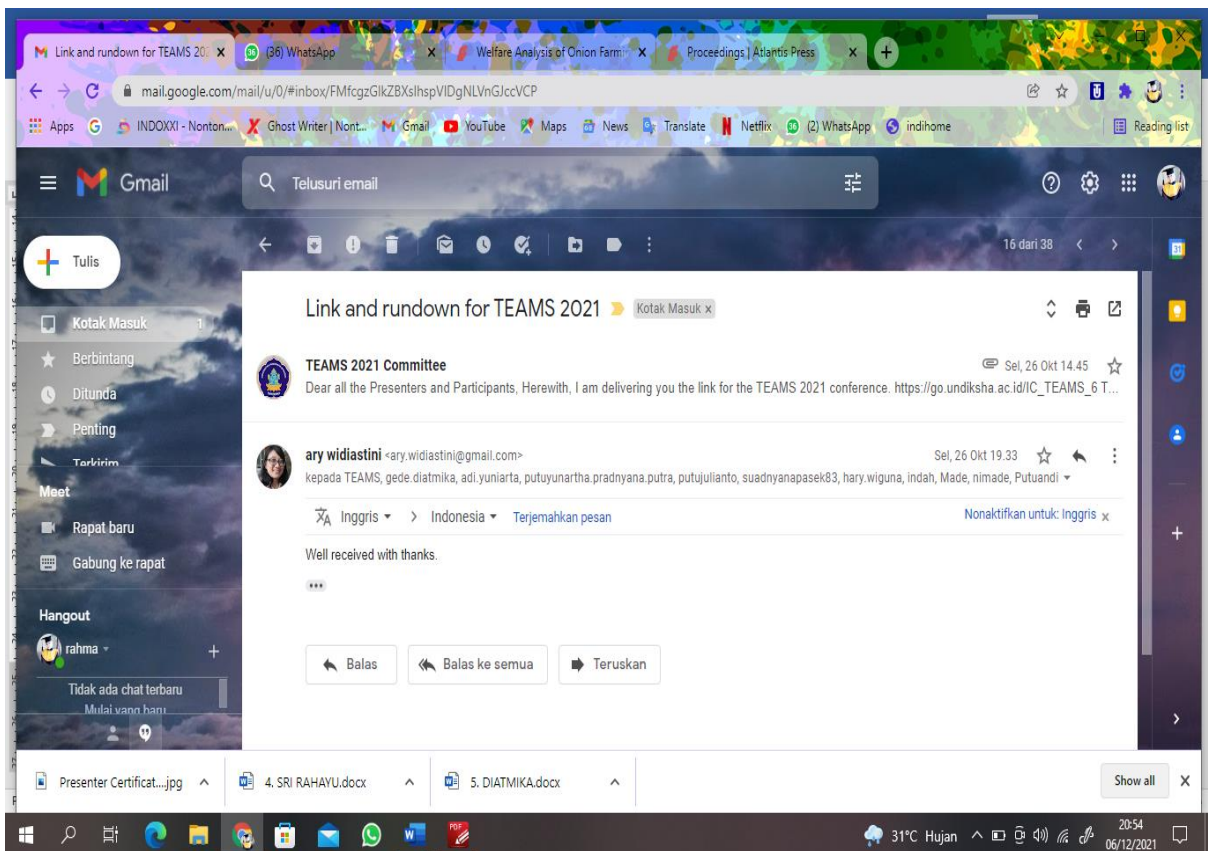 Link and rundown for TEAMS 202
(36) WhatsApp
Welfare Analysis of Onion Farmi
Proceedings | Atlantis Press
mail.google.com/mail/u/0/#inbox/FMfcgzGlkZBXslhspVlDgNLVnGJccVCP
Apps
INDOXXI - Nonton...
Ghost Writer | Nont...
Gmail
YouTube
Maps
News
Translate
Netflix
(2) WhatsApp
indihome
Reading list
Gmail
Telusuri email
Tulis
16 dari 38
Kotak Masuk 1
Berbintang
Ditunda
Penting
Terkirim
Meet
Rapat baru
Gabung ke rapat
Hangout
rahma
Tidak ada chat terbaru
Mulai yang baru
Link and rundown for TEAMS 2021 Kotak Masuk x
TEAMS 2021 Committee Sel, 26 Okt 14.45
Dear all the Presenters and Participants, Herewith, I am delivering you the link for the TEAMS 2021 conference. https://go.undiksha.ac.id/IC_TEAMS_6 T...
ary widiastini <ary.widiastini@gmail.com> Sel, 26 Okt 19.33
kepada TEAMS, gede.diatmika, adi.yuniarta, putuyunartha.pradnyana.putra, putujulianto, suadnyanapasek83, hary.wiguna, indah, Made, nimade, Putuandi
Inggris > Indonesia Terjemahkan pesan Nonaktifkan untuk: Inggris x
Well received with thanks.
...
Balas
Balas ke semua
Teruskan
Presenter Certificat....jpg
4. SRI RAHAYU.docx
5. DIATMIKA.docx
Show all X
31°C Hujan
20:54
06/12/2021